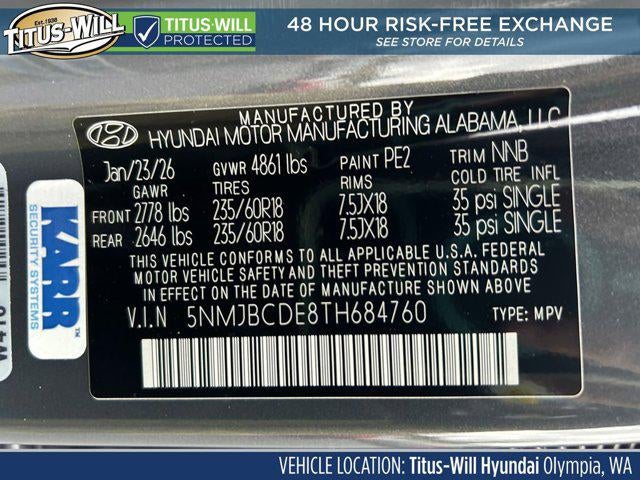 Est. 1938
TITUS-WILL
TITUS-WILL
PROTECTED
48 HOUR RISK-FREE EXCHANGE
SEE STORE FOR DETAILS
MANUFACTURED BY
HYUNDAI MOTOR MANUFACTURING ALABAMA, LLC
Jan/23/26 GVWR 4861 lbs PAINT PE2 TRIM NNB
GAWR TIRES RIMS COLD TIRE INFL
FRONT 2778 lbs 235/60R18 7.5JX18 35 psi SINGLE
REAR 2646 lbs 235/60R18 7.5JX18 35 psi SINGLE
THIS VEHICLE CONFORMS TO ALL APPLICABLE U.S.A. FEDERAL
MOTOR VEHICLE SAFETY AND THEFT PREVENTION STANDARDS
IN EFFECT ON THE DATE OF MANUFACTURE SHOWN ABOVE
V.I.N 5NMJBCDE8TH684760 TYPE: MPV
KARR
SECURITY SYSTEMS
VEHICLE LOCATION: Titus-Will Hyundai Olympia, WA